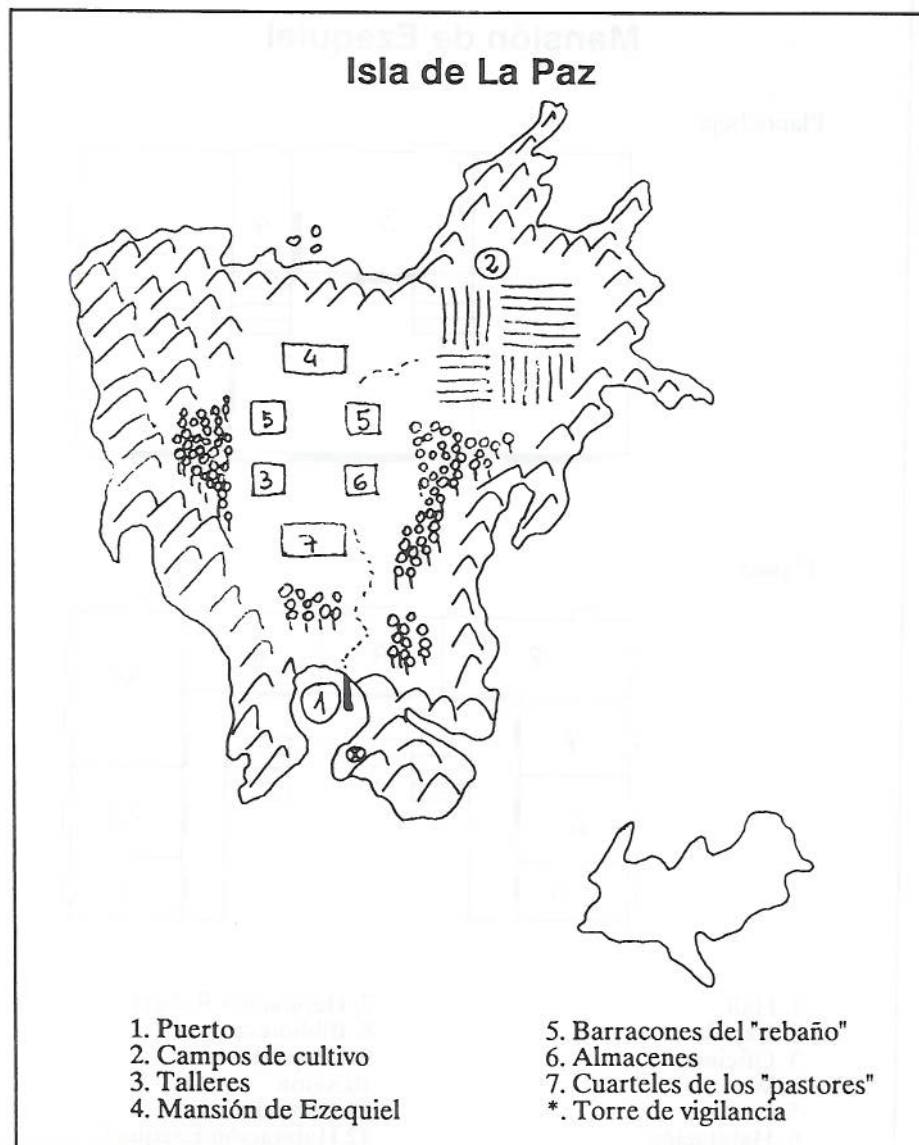 Isla de La Paz
2
4
5 5
3 6
7
1
1. Puerto
2. Campos de cultivo
3. Talleres
4. Mansión de Ezequiel
5. Barracones del "rebaño"
6. Almacenes
7. Cuarteles de los "pastores"
*. Torre de vigilancia